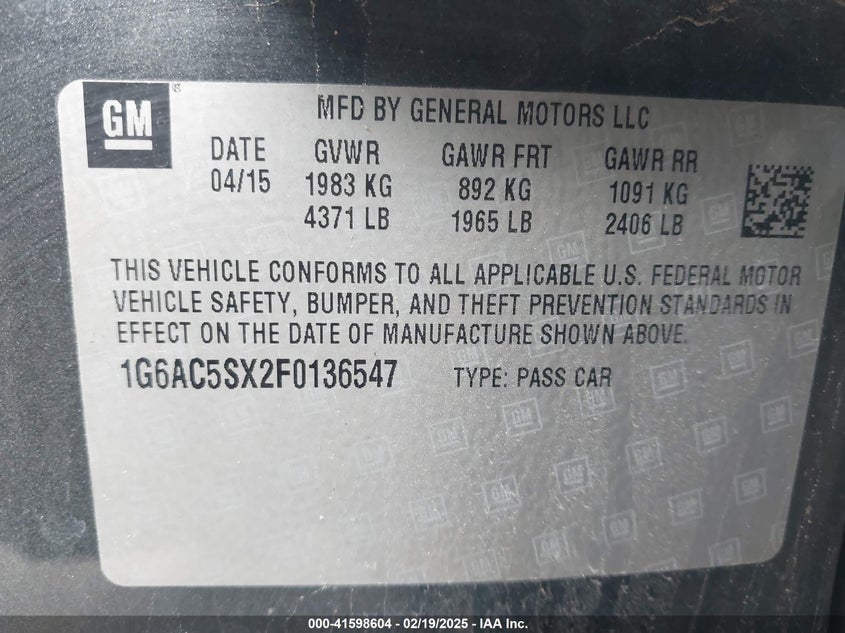 GM
MFD BY GENERAL MOTORS LLC
DATE GVWR GAWR FRT GAWR RR
04/15 1983 KG 892 KG 1091 KG
4371 LB 1965 LB 2406 LB
THIS VEHICLE CONFORMS TO ALL APPLICABLE U.S. FEDERAL MOTOR
VEHICLE SAFETY, BUMPER, AND THEFT PREVENTION STANDARDS IN
EFFECT ON THE DATE OF MANUFACTURE SHOWN ABOVE.
1G6AC5SX2F0136547 TYPE: PASS CAR
000-41598604 - 02/19/2025 - IAA Inc.